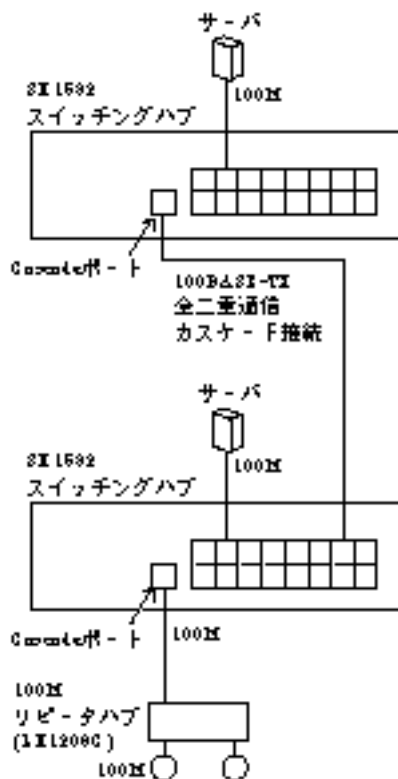 サーバ
100M
SH1592
スイッチングハブ
Cascadeポート
100BASE-TX
全二重通信
カスケード接続
サーバ
100M
SH1592
スイッチングハブ
Cascadeポート
100M
100M
リピータハブ
(LH1208C)
100M